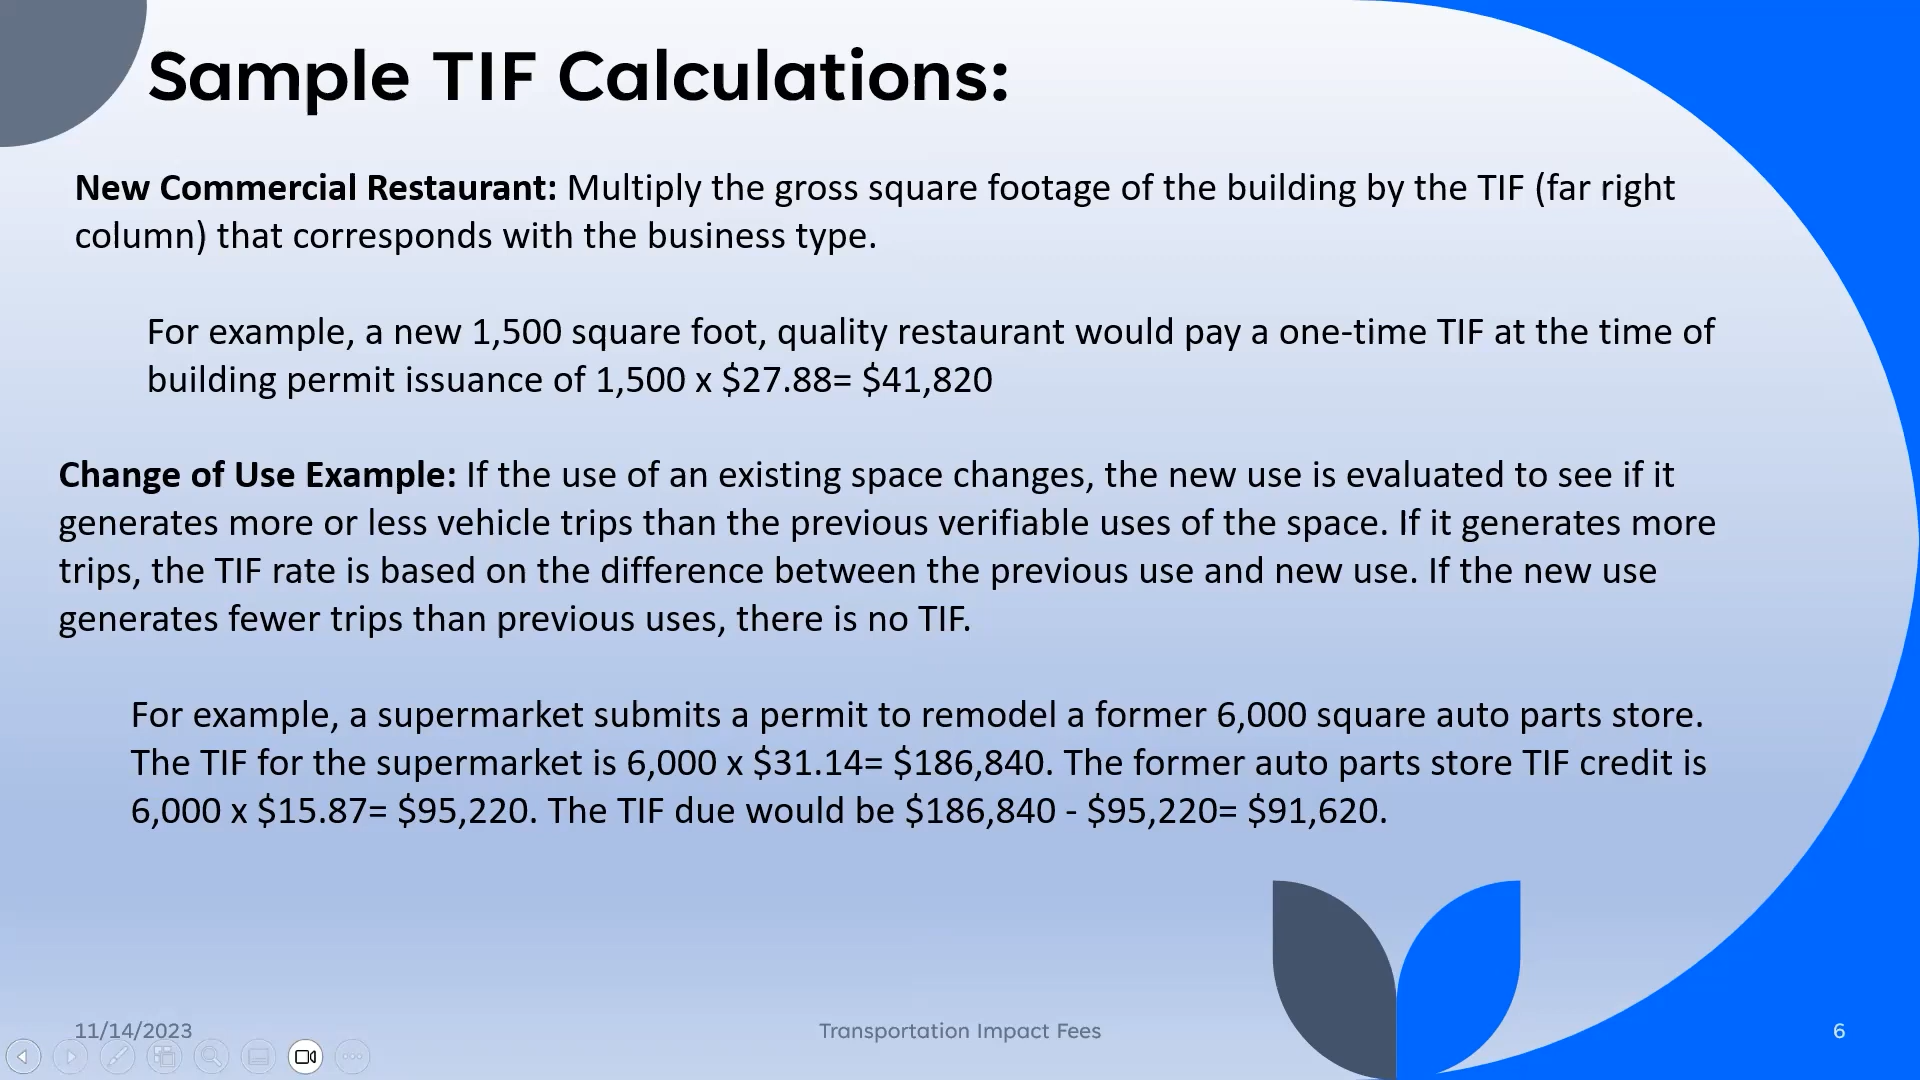 Sample TIF Calculations:
New Commercial Restaurant: Multiply the gross square footage of the building by the TIF (far right
column) that corresponds with the business type.
For example, a new 1,500 square foot, quality restaurant would pay a one-time TIF at the time of
building permit issuance of 1,500 x $27.88= $41,820
Change of Use Example: If the use of an existing space changes, the new use is evaluated to see if it
generates more or less vehicle trips than the previous verifiable uses of the space. If it generates more
trips, the TIF rate is based on the difference between the previous use and new use. If the new use
generates fewer trips than previous uses, there is no TIF.
For example, a supermarket submits a permit to remodel a former 6,000 square auto parts store.
The TIF for the supermarket is 6,000 x $31.14= $186,840. The former auto parts store TIF credit is
6,000 x $15.87= $95,220. The TIF due would be $186,840 - $95,220= $91,620.
11/14/2023
Transportation Impact Fees
6